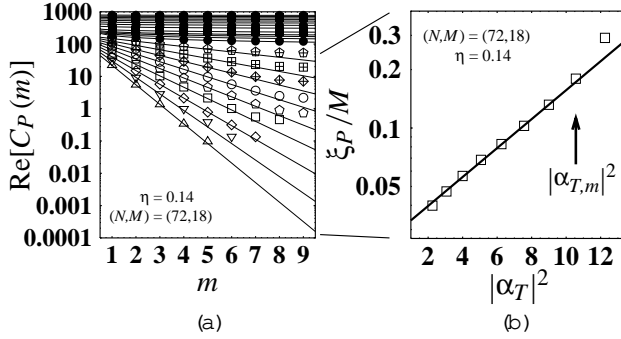 Re[C_P(m)]
1000
100
10
1
0.1
0.01
0.001
0.0001
η = 0.14
(N,M) = (72,18)
1 2 3 4 5 6 7 8 9
m
(a)
ξ_P/M
0.3
0.2
0.1
0.05
(N,M) = (72,18)
η = 0.14
|α_{T,m}|²
2 4 6 8 10 12
|α_T|²
(b)